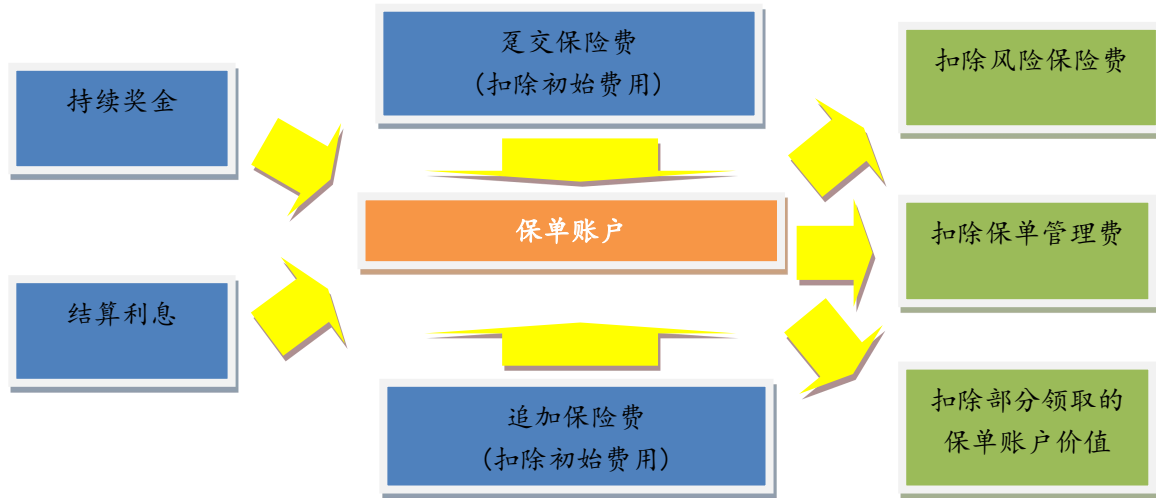 持续奖金
趸交保险费
(扣除初始费用)
扣除风险保险费
保单账户
扣除保单管理费
结算利息
追加保险费
(扣除初始费用)
扣除部分领取的
保单账户价值